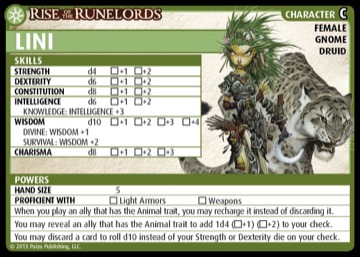 RISE OF THE RUNELORDS
CHARACTER C
LINI
FEMALE
GNOME
DRUID
SKILLS
STRENGTH d4 □+1 □+2
DEXTERITY d6 □+1 □+2
CONSTITUTION d8 □+1 □+2
INTELLIGENCE d6 □+1 □+2
KNOWLEDGE: INTELLIGENCE +3
WISDOM d10 □+1 □+2 □+3 □+4
DIVINE: WISDOM +1
SURVIVAL: WISDOM +2
CHARISMA d8 □+1 □+2 □+3
POWERS
HAND SIZE 5
PROFICIENT WITH □ Light Armors □ Weapons
When you play an ally that has the Animal trait, you may recharge it instead of discarding it.
You may reveal an ally that has the Animal trait to add 1d4 (□+1) (□+2) to your check.
You may discard a card to roll d10 instead of your Strength or Dexterity die on your check.
© 2013 Paizo Publishing, LLC.